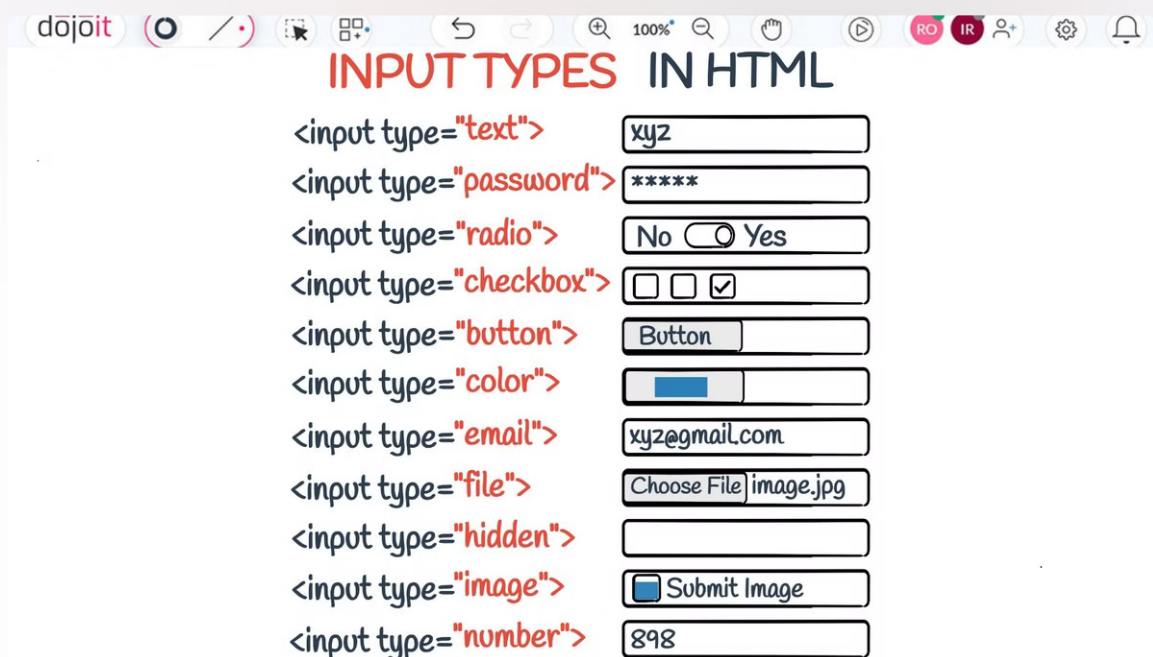 dojoit 100% RO IR
INPUT TYPES IN HTML
<input type="text"> xyz
<input type="password"> *****
<input type="radio"> No Yes
<input type="checkbox">
<input type="button"> Button
<input type="color">
<input type="email"> xyz@gmail.com
<input type="file"> Choose File image.jpg
<input type="hidden">
<input type="image"> Submit Image
<input type="number"> 898